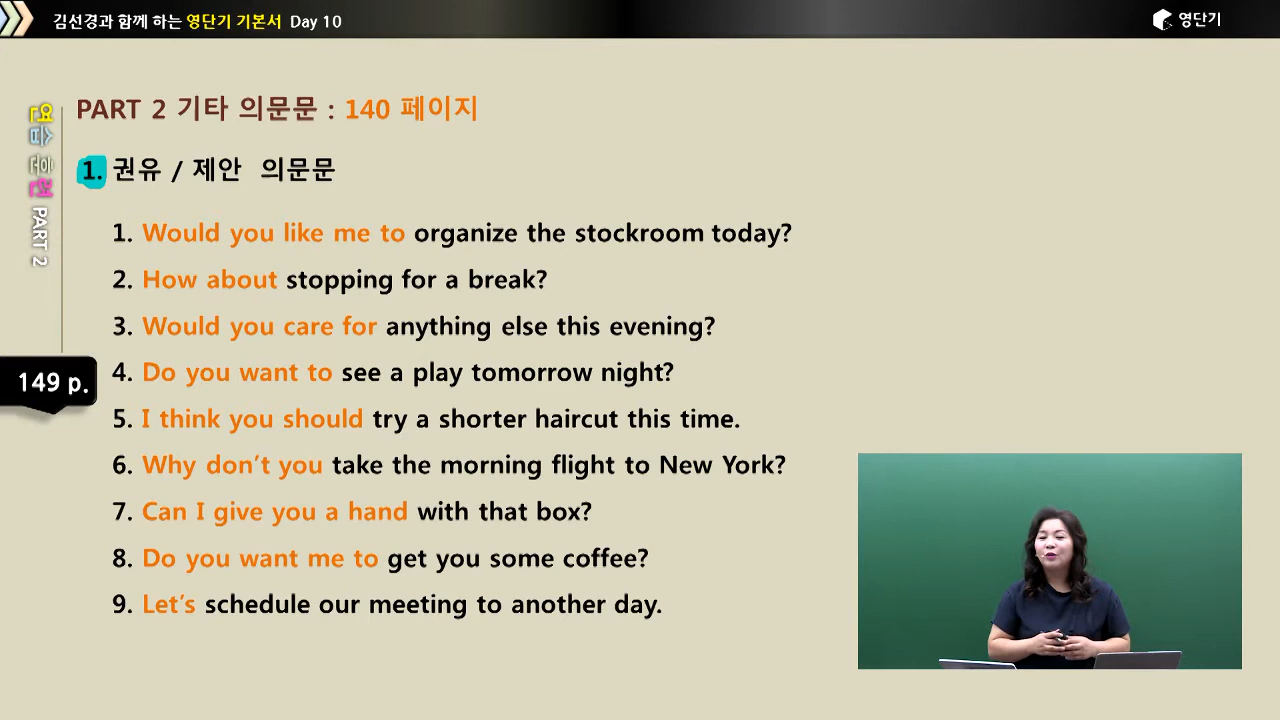 김선경과 함께 하는 영단기 기본서 Day 10
영단기
연습 훈련 PART 2
PART 2 기타 의문문 : 140 페이지
1. 권유 / 제안 의문문
1. Would you like me to organize the stockroom today?
2. How about stopping for a break?
3. Would you care for anything else this evening?
149 p.
4. Do you want to see a play tomorrow night?
5. I think you should try a shorter haircut this time.
6. Why don't you take the morning flight to New York?
7. Can I give you a hand with that box?
8. Do you want me to get you some coffee?
9. Let's schedule our meeting to another day.